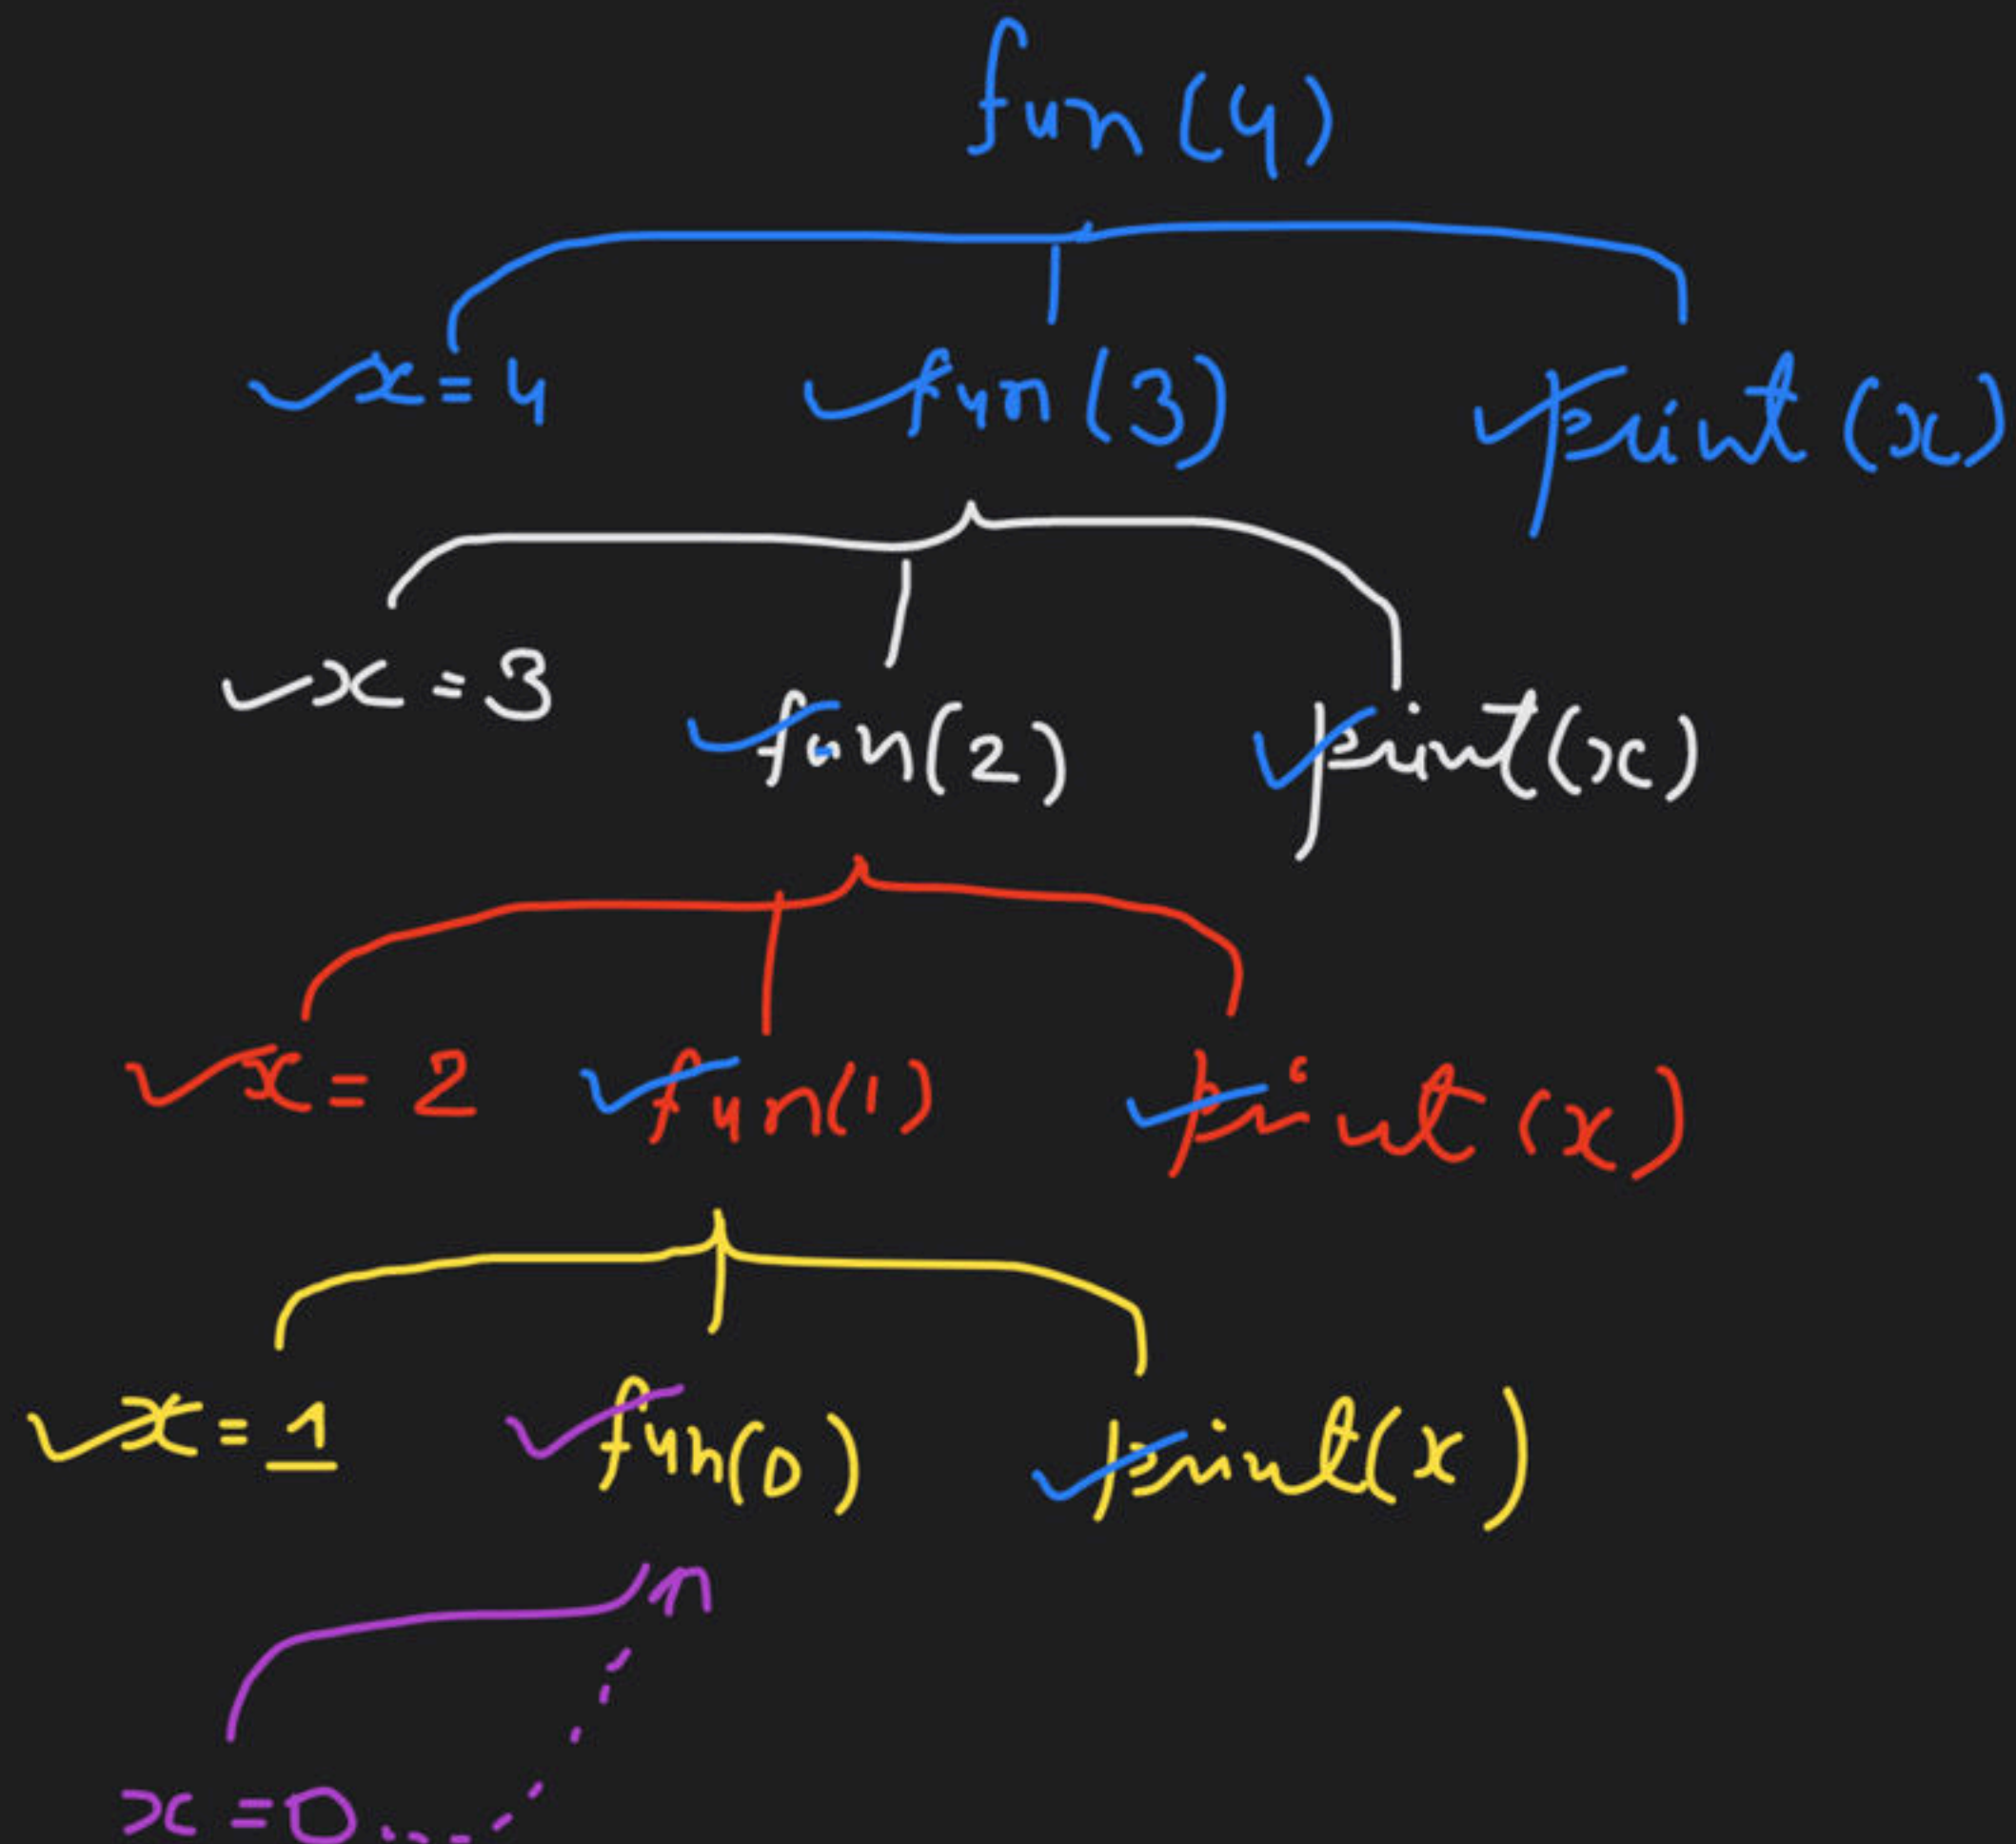 fun(4)
x=4 fun(3) print(x)
x=3 fun(2) print(x)
x=2 fun(1) print(x)
x=1 fun(0) print(x)
x=0